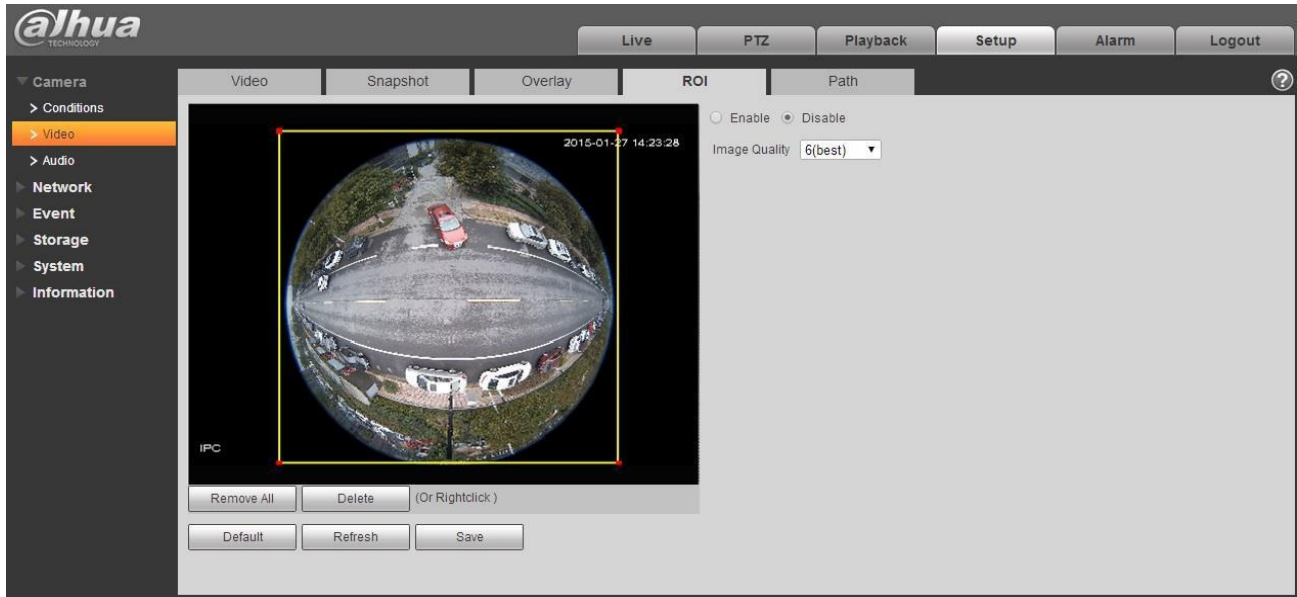 alhua
TECHNOLOGY
Live PTZ Playback Setup Alarm Logout
Camera
Conditions
Video
Audio
Network
Event
Storage
System
Information
Video Snapshot Overlay ROI Path
?
2015-01-27 14:23:28
IPC
Enable Disable
Image Quality 6(best)
Remove All Delete (Or Rightclick )
Default Refresh Save